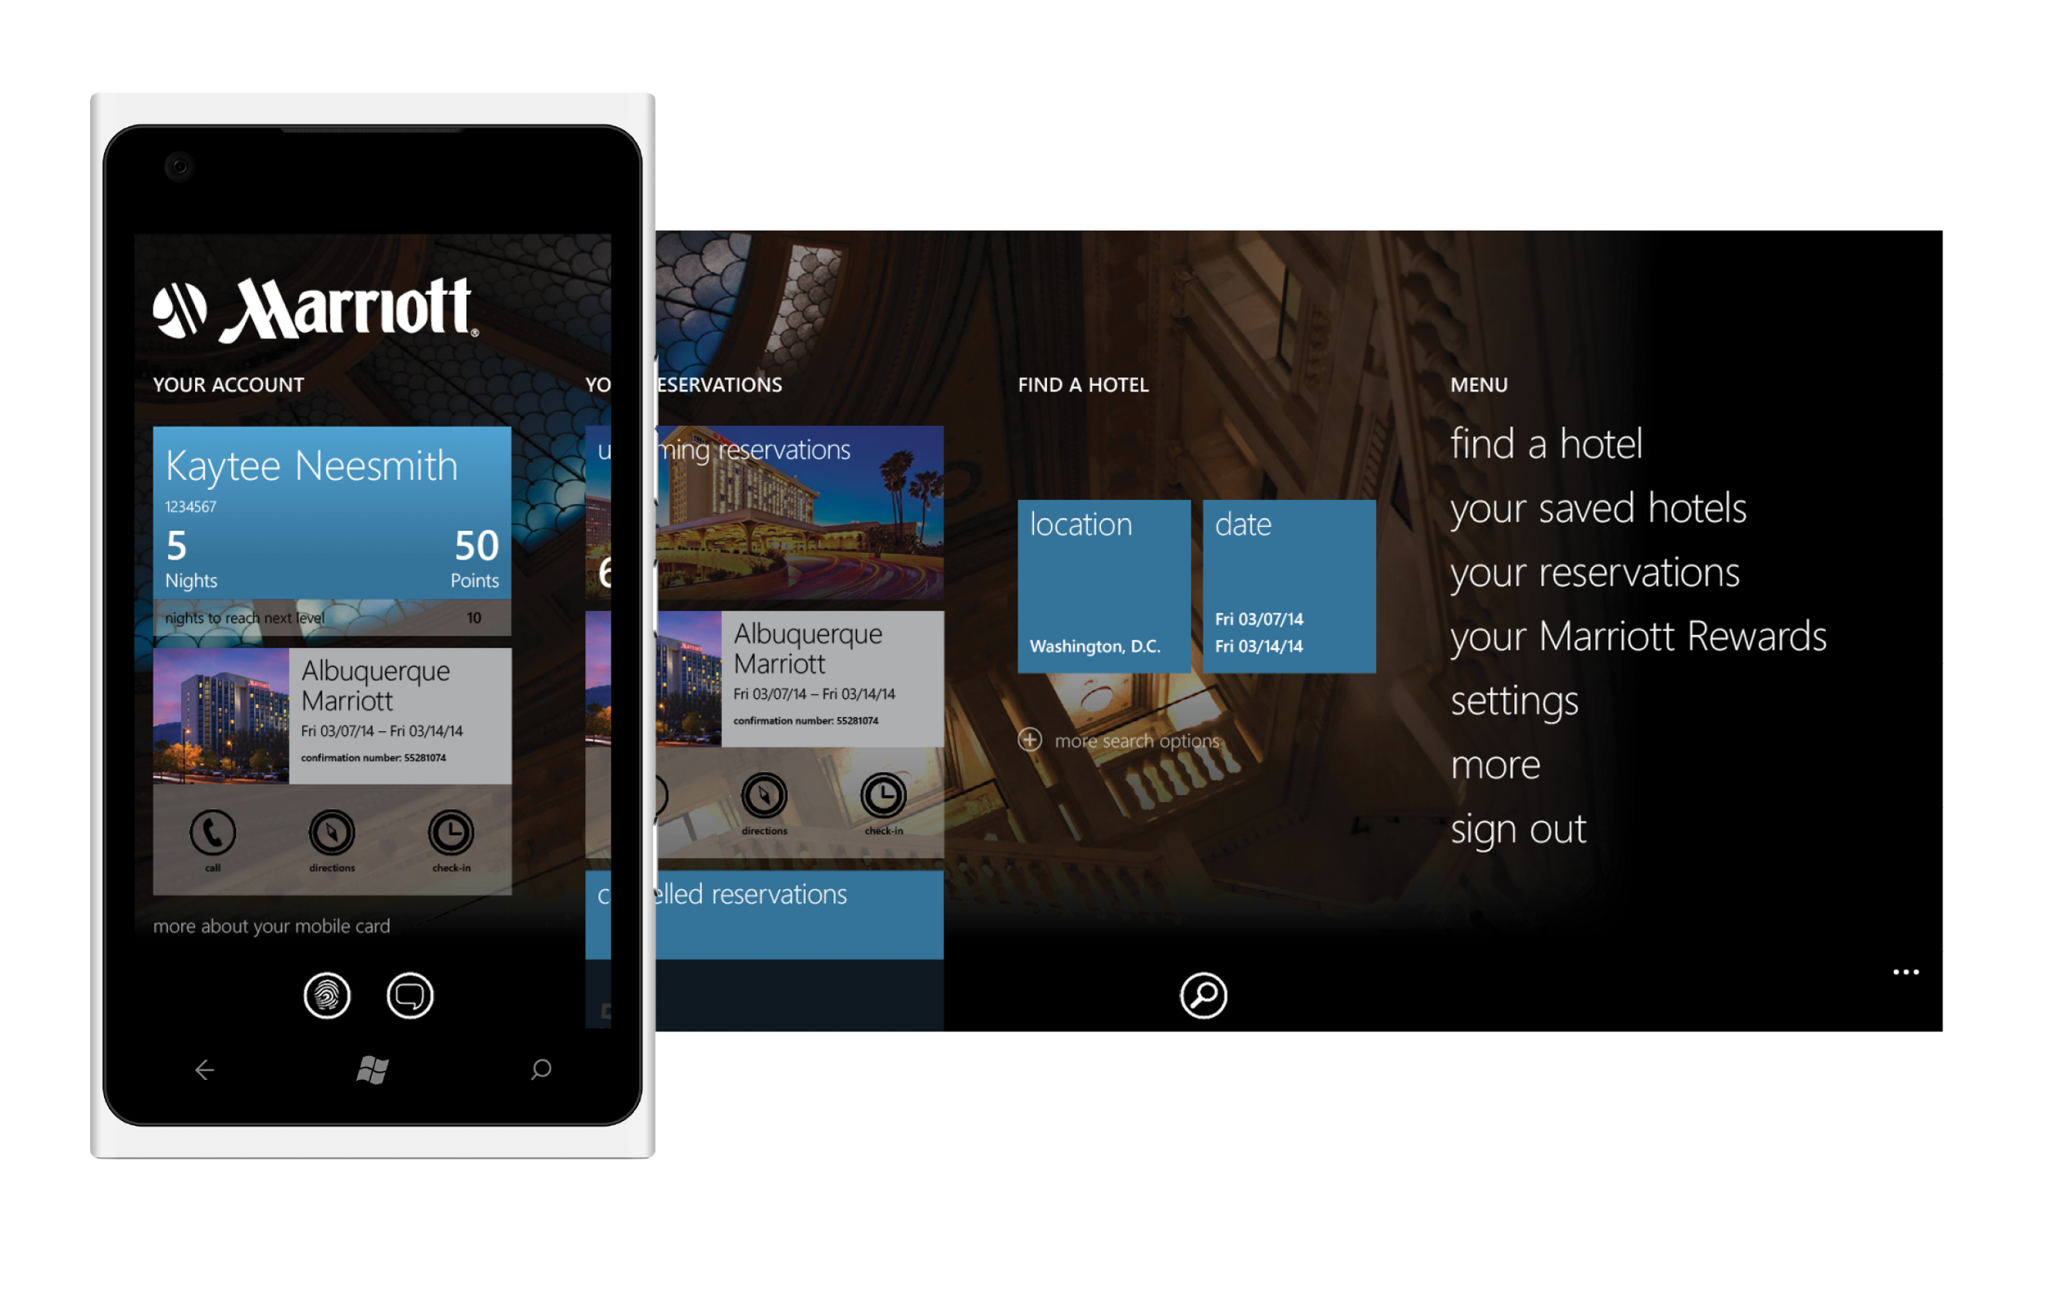 Marriott®
YOUR ACCOUNT
Kaytee Neesmith
1234567
5
50
Nights
Points
nights to reach next level
10
Albuquerque
Marriott
Fri 03/07/14 – Fri 03/14/14
confirmation number: 55281074
call
directions
check-in
more about your mobile card
YO ESERVATIONS
u ming reservations
6
Albuquerque
Marriott
Fri 03/07/14 – Fri 03/14/14
confirmation number: 55281074
directions
check-in
c elled reservations
FIND A HOTEL
location
Washington, D.C.
date
Fri 03/07/14
Fri 03/14/14
more search options
MENU
find a hotel
your saved hotels
your reservations
your Marriott Rewards
settings
more
sign out